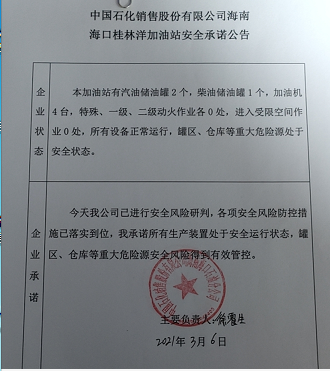 中国石化销售股份有限公司海南
海口桂林洋加油站安全承诺公告
企业状态
本加油站有汽油储油罐2个，柴油储油罐1个，加油机
4台，特殊、一级、二级动火作业各0处，进入受限空间作
业0处，所有设备正常运行，罐区、仓库等重大危险源处于
安全状态。
企业承诺
今天我公司已进行安全风险研判，各项安全风险防控措
施已落实到位，我承诺所有生产装置处于安全运行状态，罐
区、仓库等重大危险源安全风险得到有效管控。
主要负责人：
2021年3月6日